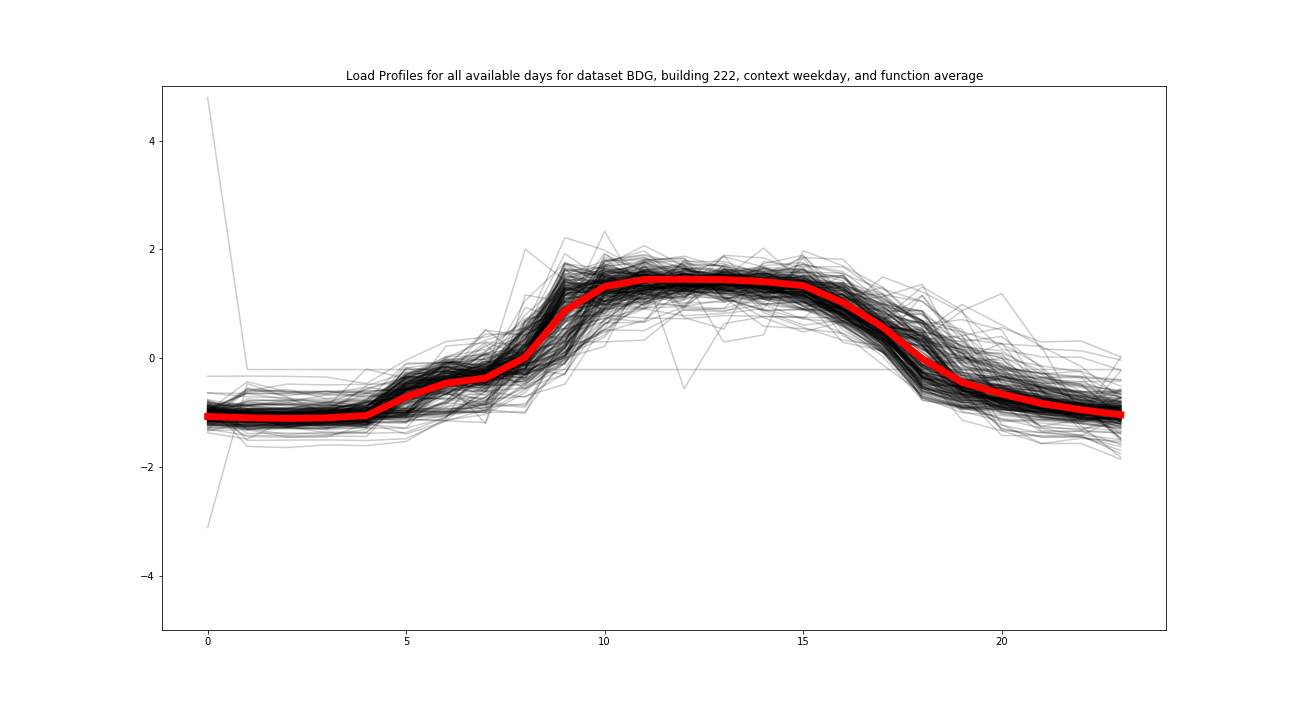 Load Profiles for all available days for dataset BDG, building 222, context weekday, and function average
4
2
0
−2
−4
0 5 10 15 20